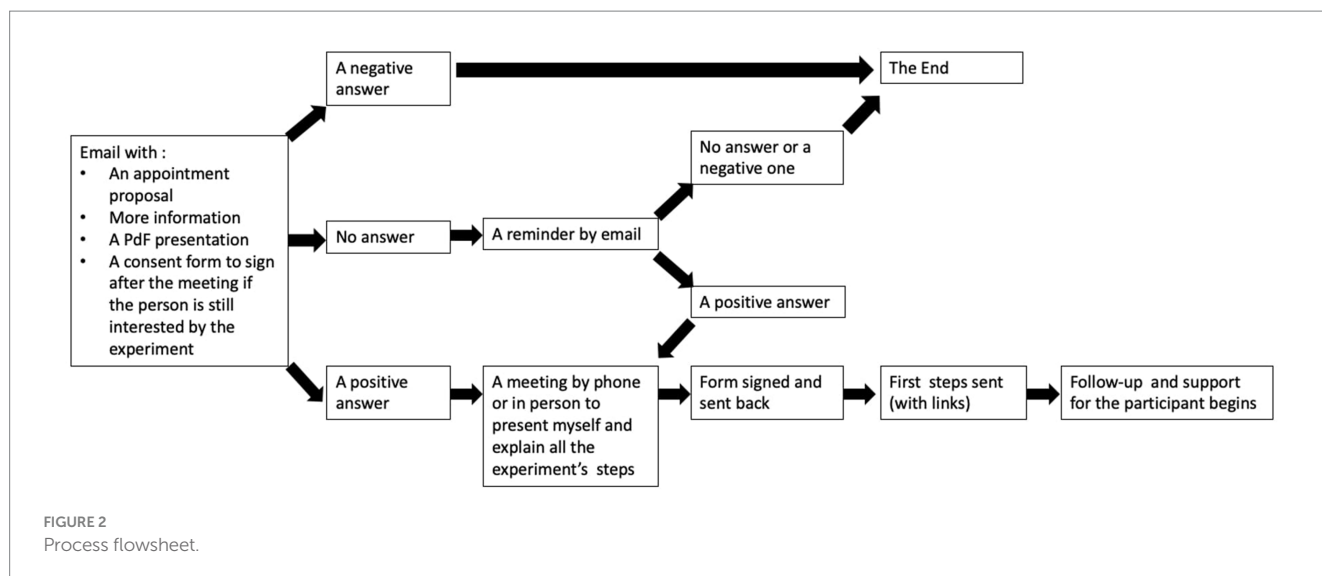 A negative
answer
The End
Email with :
• An appointment
proposal
• More information
• A PdF presentation
• A consent form to sign
after the meeting if
the person is still
interested by the
experiment
No answer or a
negative one
No answer
A reminder by email
A positive answer
A positive
answer
A meeting by phone
or in person to
present myself and
explain all the
experiment’s steps
Form signed and
sent back
First steps sent
(with links)
Follow-up and support
for the participant begins
FIGURE 2
Process flowsheet.